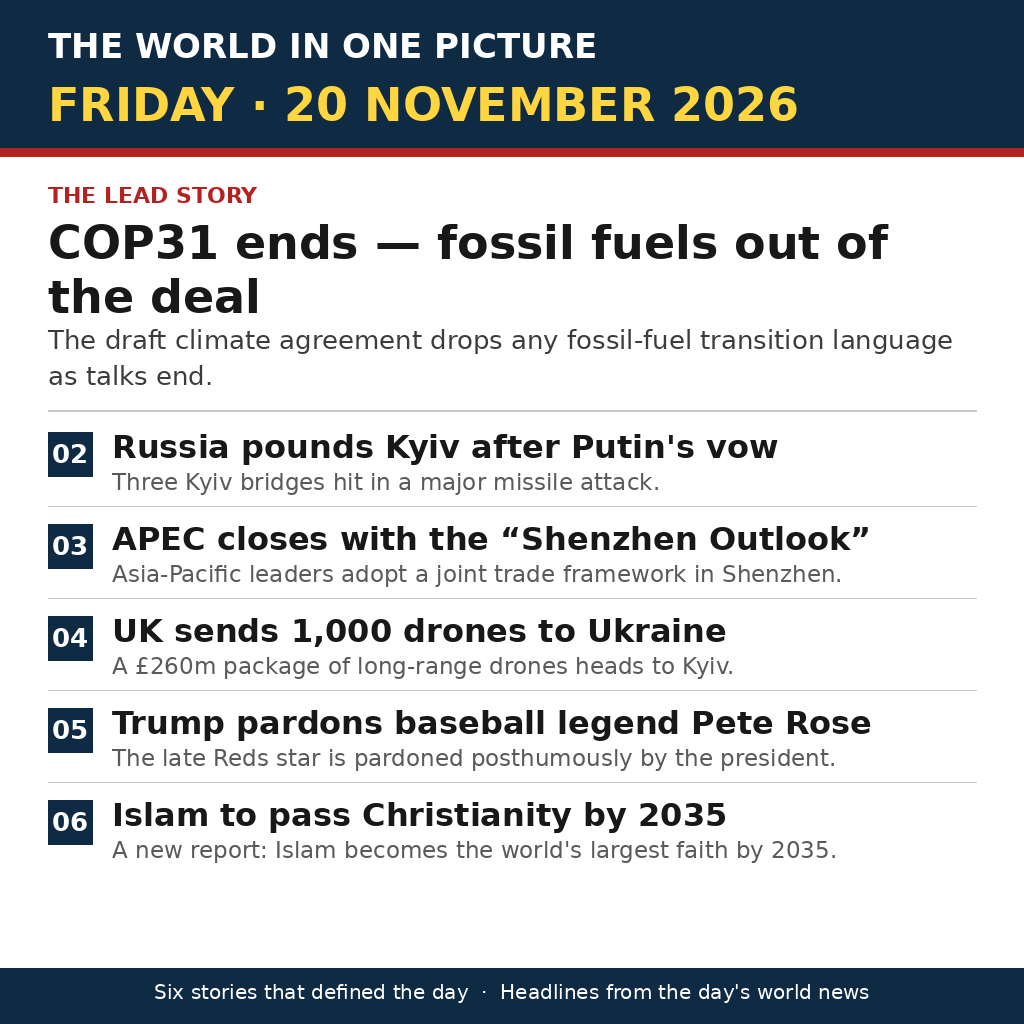 THE WORLD IN ONE PICTURE
FRIDAY · 20 NOVEMBER 2026
THE LEAD STORY
COP31 ends — fossil fuels out of
the deal
The draft climate agreement drops any fossil-fuel transition language
as talks end.
02
Russia pounds Kyiv after Putin's vow
Three Kyiv bridges hit in a major missile attack.
03
APEC closes with the “Shenzhen Outlook”
Asia-Pacific leaders adopt a joint trade framework in Shenzhen.
04
UK sends 1,000 drones to Ukraine
A £260m package of long-range drones heads to Kyiv.
05
Trump pardons baseball legend Pete Rose
The late Reds star is pardoned posthumously by the president.
06
Islam to pass Christianity by 2035
A new report: Islam becomes the world's largest faith by 2035.
Six stories that defined the day · Headlines from the day's world news